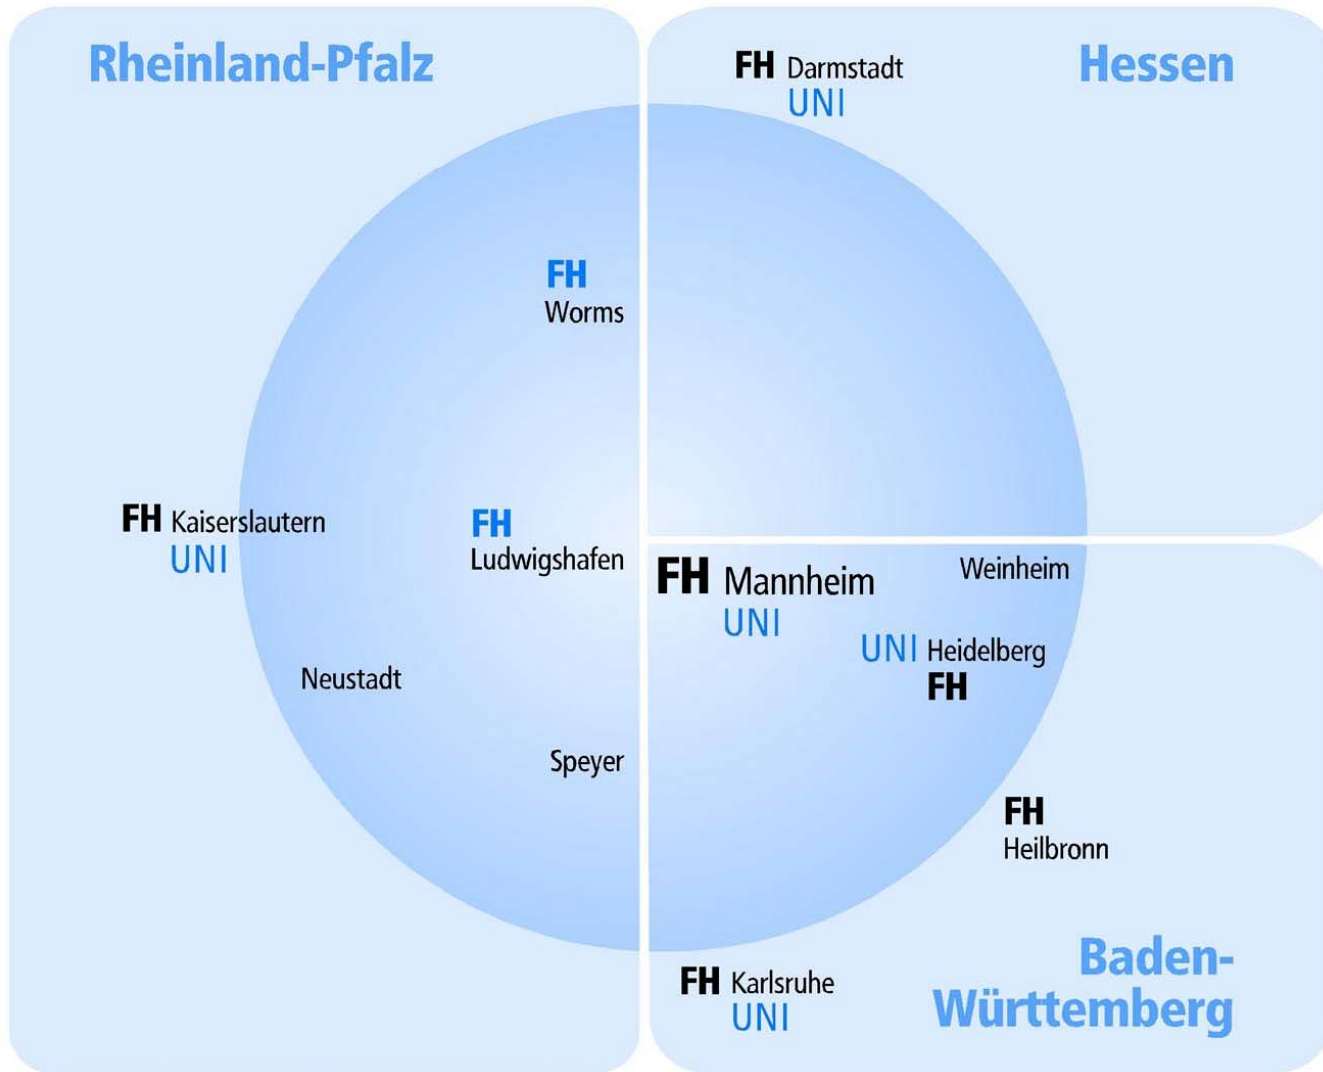 Rheinland-Pfalz
FH
Worms
FH Kaiserslautern
UNI
FH
Ludwigshafen
Neustadt
Speyer
Hessen
FH Darmstadt
UNI
FH Mannheim
UNI
Weinheim
UNI Heidelberg
FH
FH
Heilbronn
FH Karlsruhe
UNI
Baden-
Württemberg